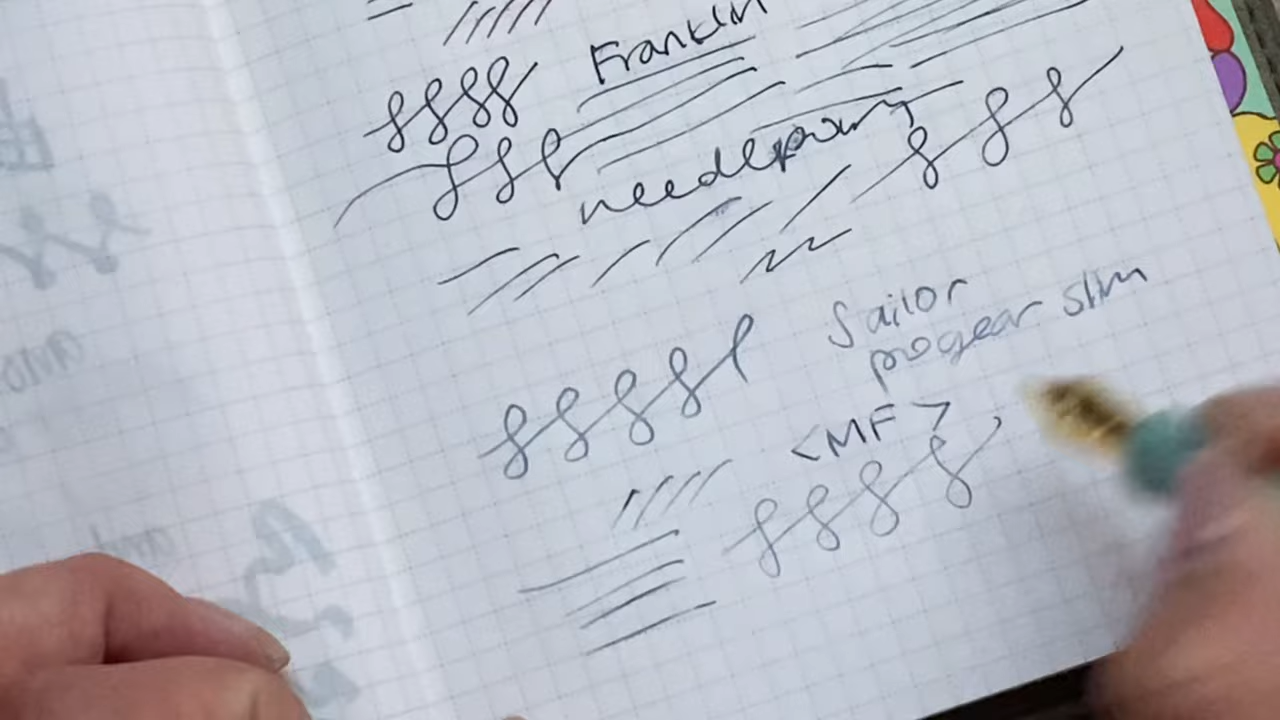 Franklin
needlepoint
Sailor
progear slim
<MF>